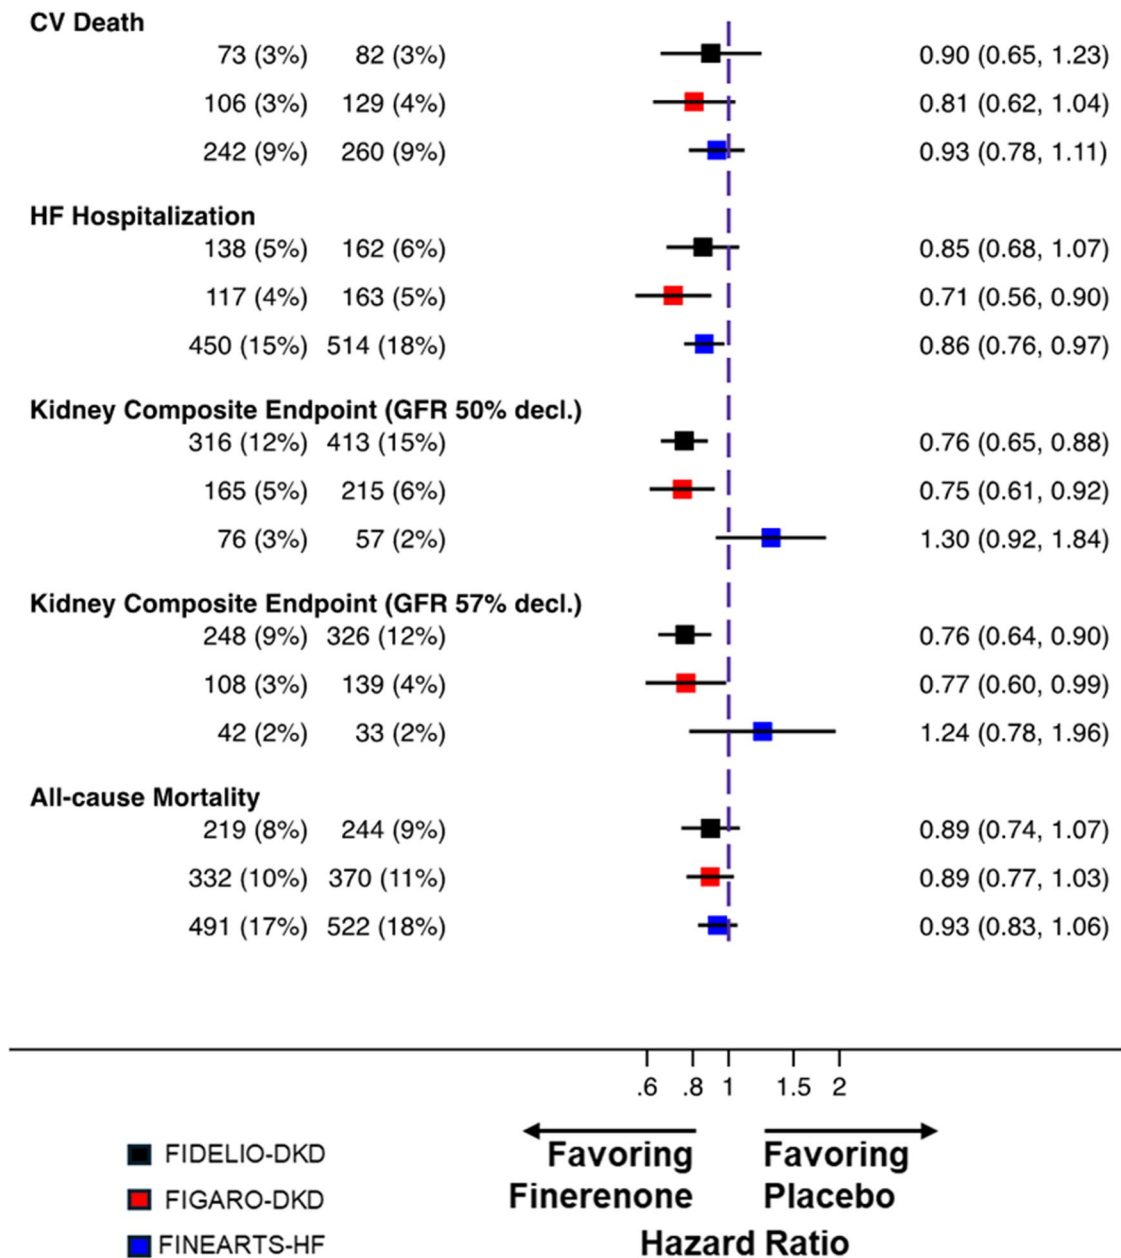 CV Death
73 (3%) 82 (3%) 0.90 (0.65, 1.23)
106 (3%) 129 (4%) 0.81 (0.62, 1.04)
242 (9%) 260 (9%) 0.93 (0.78, 1.11)
HF Hospitalization
138 (5%) 162 (6%) 0.85 (0.68, 1.07)
117 (4%) 163 (5%) 0.71 (0.56, 0.90)
450 (15%) 514 (18%) 0.86 (0.76, 0.97)
Kidney Composite Endpoint (GFR 50% decl.)
316 (12%) 413 (15%) 0.76 (0.65, 0.88)
165 (5%) 215 (6%) 0.75 (0.61, 0.92)
76 (3%) 57 (2%) 1.30 (0.92, 1.84)
Kidney Composite Endpoint (GFR 57% decl.)
248 (9%) 326 (12%) 0.76 (0.64, 0.90)
108 (3%) 139 (4%) 0.77 (0.60, 0.99)
42 (2%) 33 (2%) 1.24 (0.78, 1.96)
All-cause Mortality
219 (8%) 244 (9%) 0.89 (0.74, 1.07)
332 (10%) 370 (11%) 0.89 (0.77, 1.03)
491 (17%) 522 (18%) 0.93 (0.83, 1.06)
.6 .8 1 1.5 2
Favoring Finerenone
Favoring Placebo
Hazard Ratio
FIDELIO-DKD
FIGARO-DKD
FINEARTS-HF